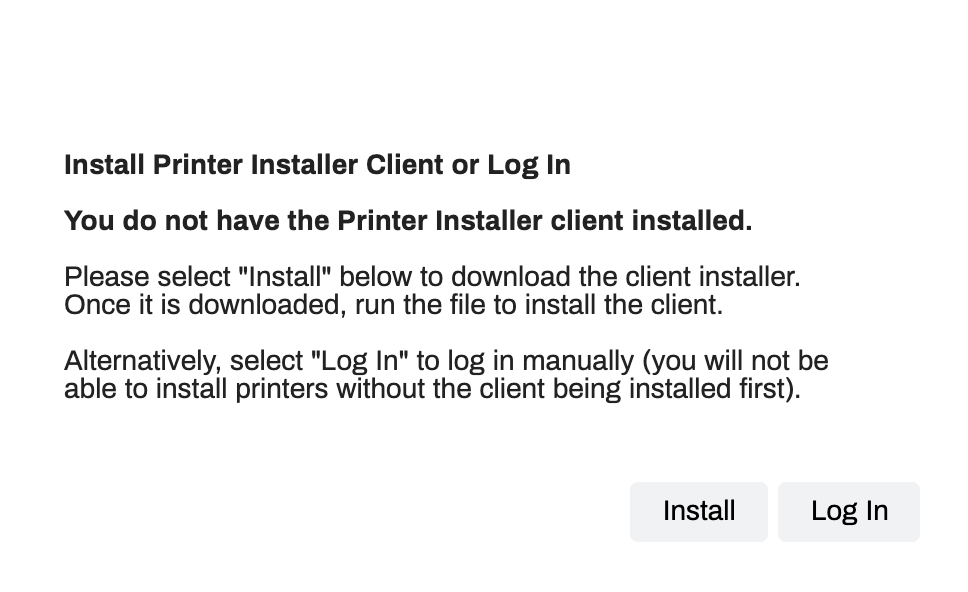 Install Printer Installer Client or Log In
You do not have the Printer Installer client installed.
Please select "Install" below to download the client installer.
Once it is downloaded, run the file to install the client.
Alternatively, select "Log In" to log in manually (you will not be
able to install printers without the client being installed first).
Install Log In